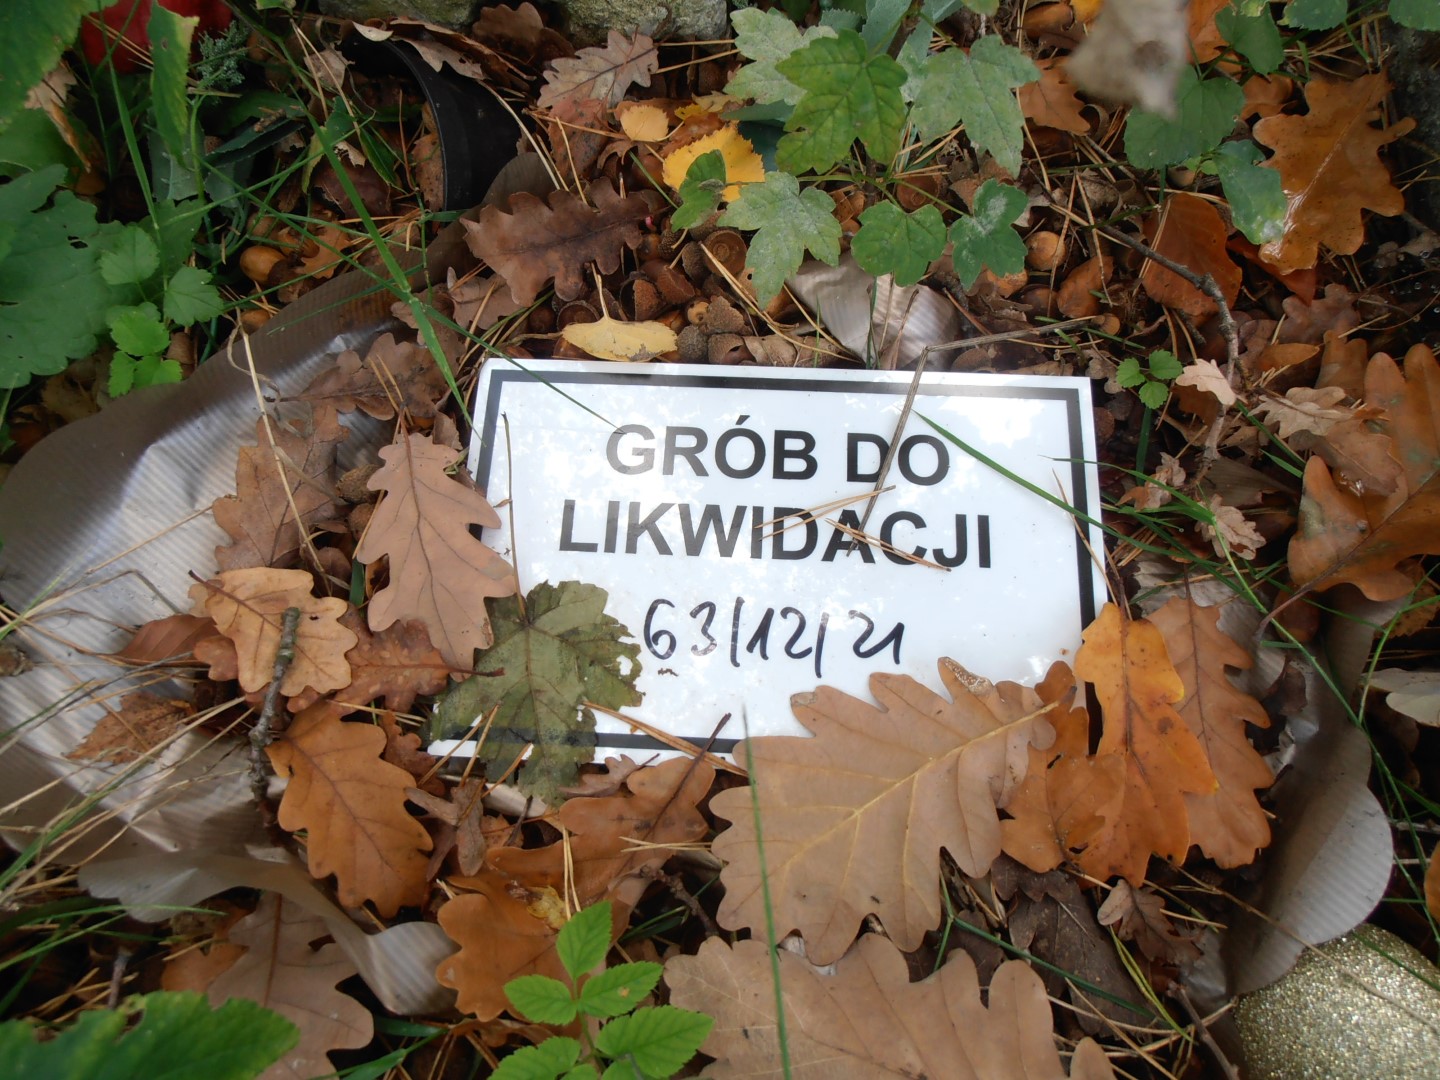 GRÓB DO
LIKWIDACJI
63/12/21